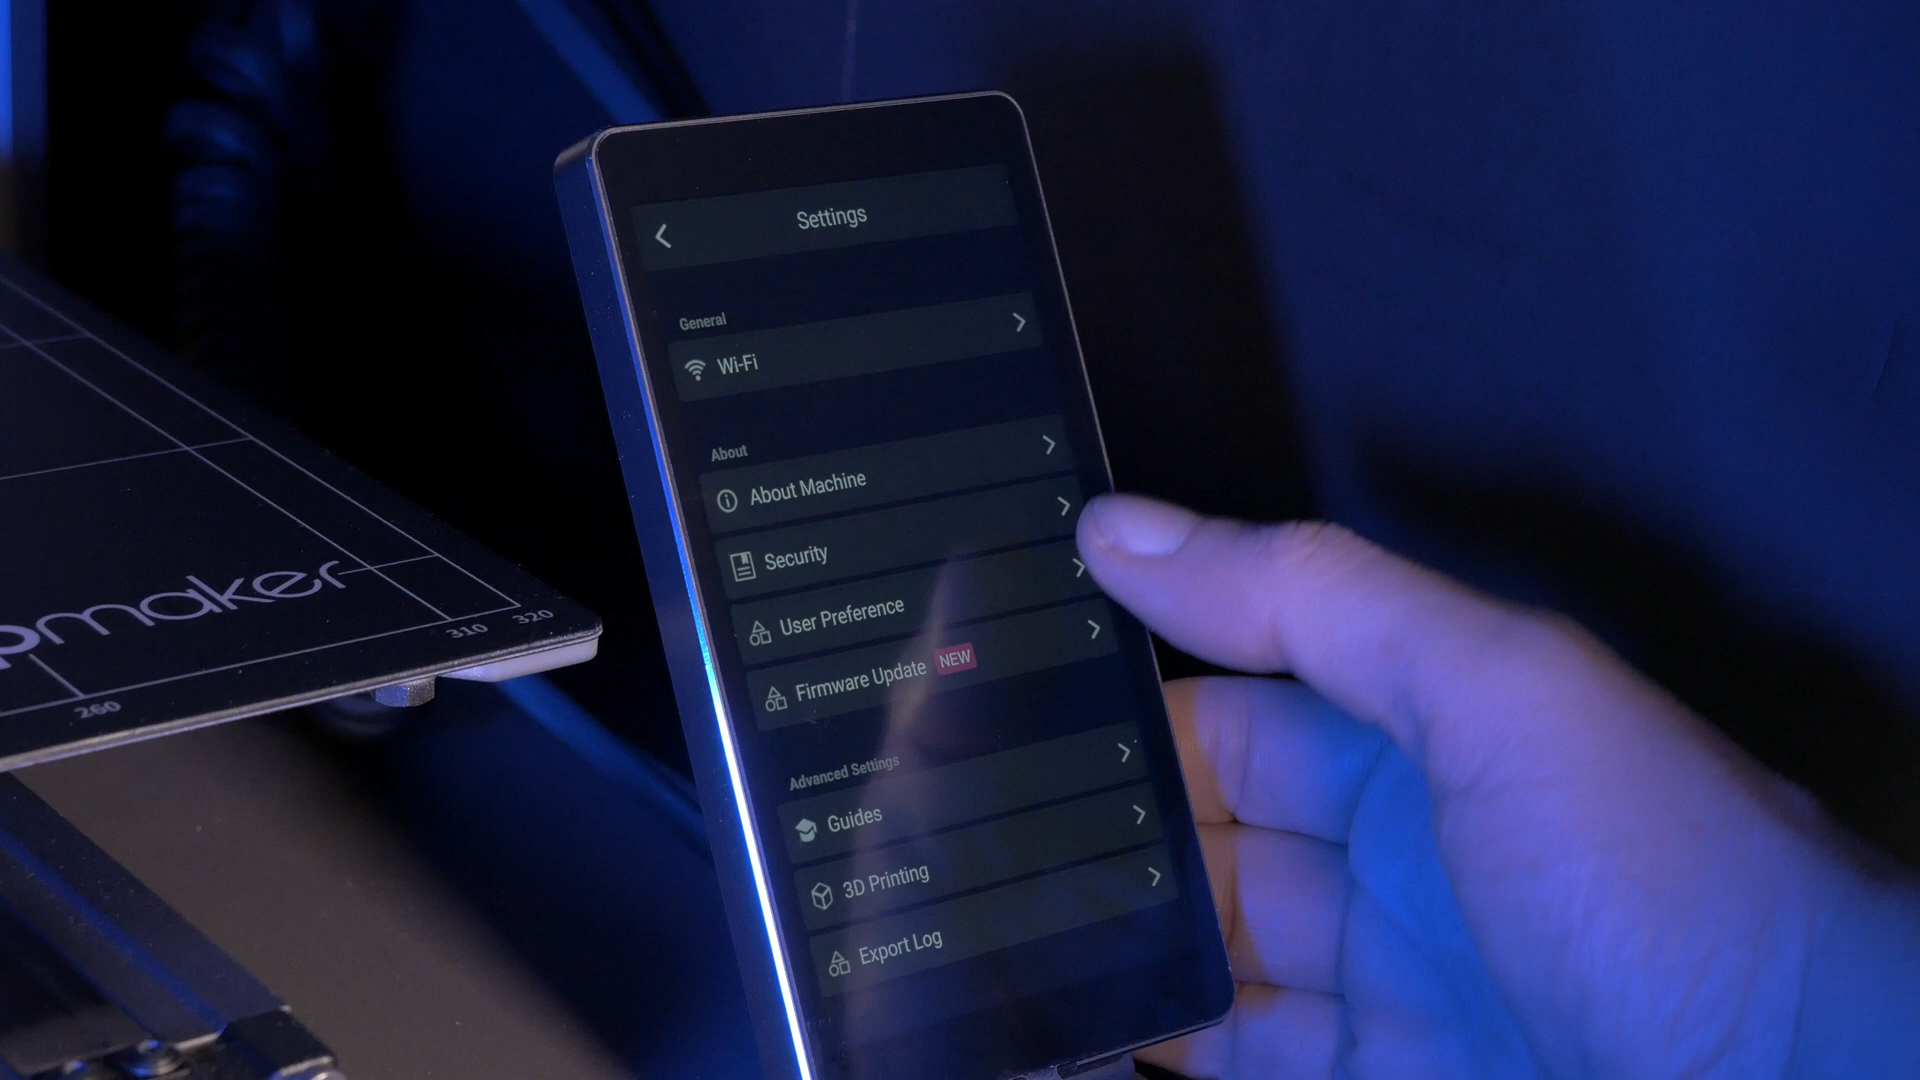 Settings
General
Wi-Fi
About
About Machine
Security
User Preference
Firmware Update NEW
Advanced Settings
Guides
3D Printing
Export Log
pmaker
310 320
260